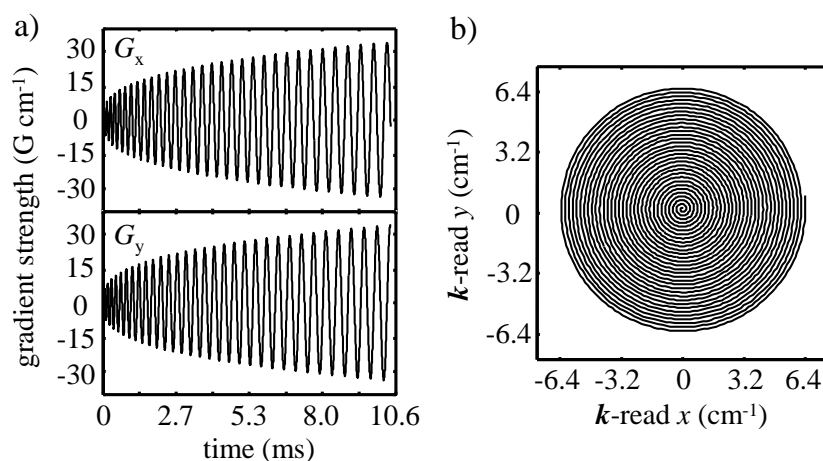 a)
gradient strength (G cm⁻¹)
30
15
0
-15
-30
Gx
30
15
0
-15
-30
Gy
0 2.7 5.3 8.0 10.6
time (ms)
b)
k-read y (cm⁻¹)
6.4
3.2
0
-3.2
-6.4
-6.4 -3.2 0 3.2 6.4
k-read x (cm⁻¹)